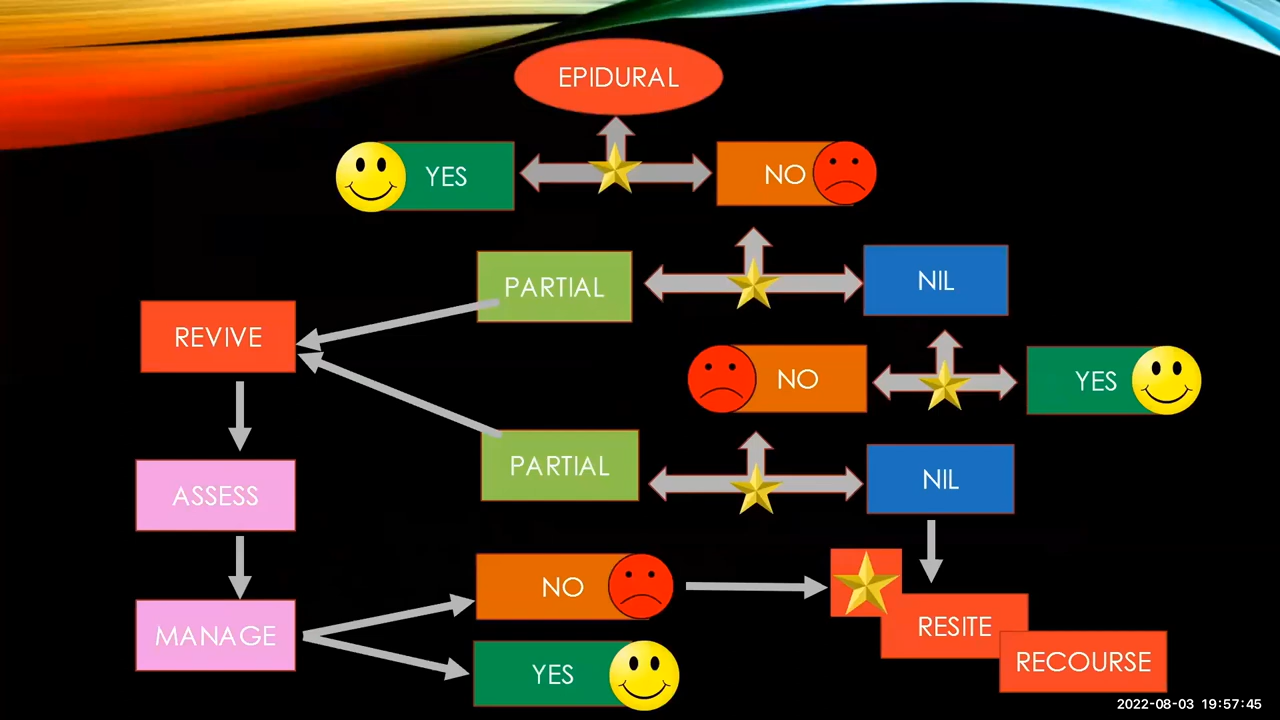 EPIDURAL
YES
NO
PARTIAL
NIL
REVIVE
NO
YES
PARTIAL
NIL
ASSESS
NO
RESITE
MANAGE
RECOURSE
YES
2022-08-03 19:57:45